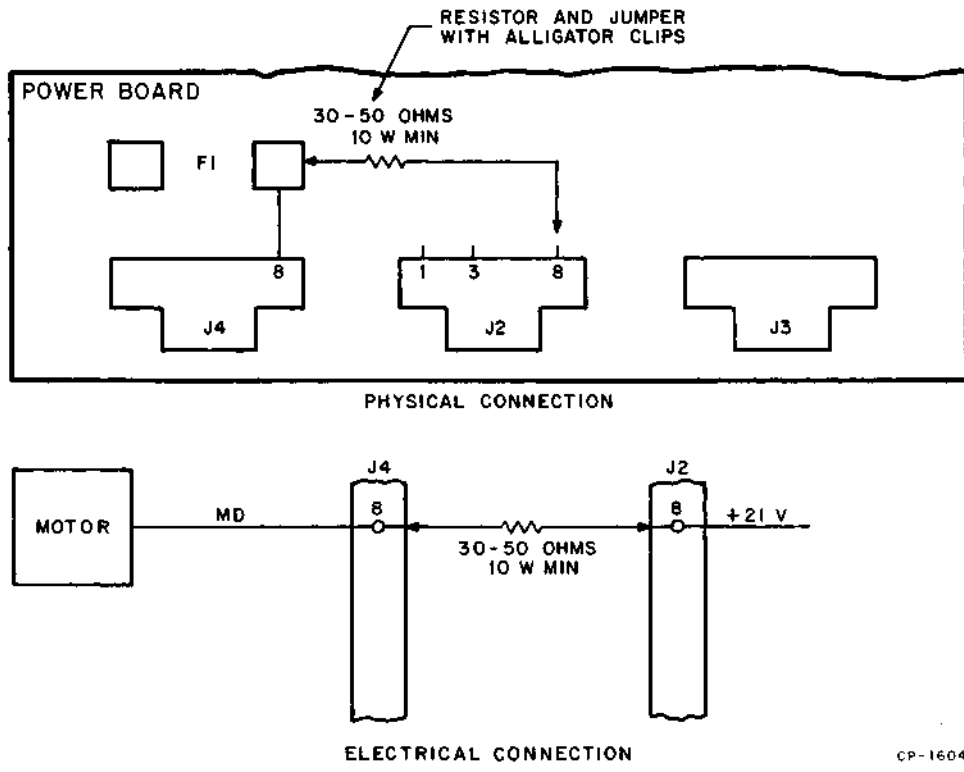 RESISTOR AND JUMPER
WITH ALLIGATOR CLIPS
POWER BOARD
30-50 OHMS
10 W MIN
F1
8
1
3
8
J4
J2
J3
PHYSICAL CONNECTION
J4
J2
MOTOR
MD
8
8
+21 V
30-50 OHMS
10 W MIN
ELECTRICAL CONNECTION
CP-1604